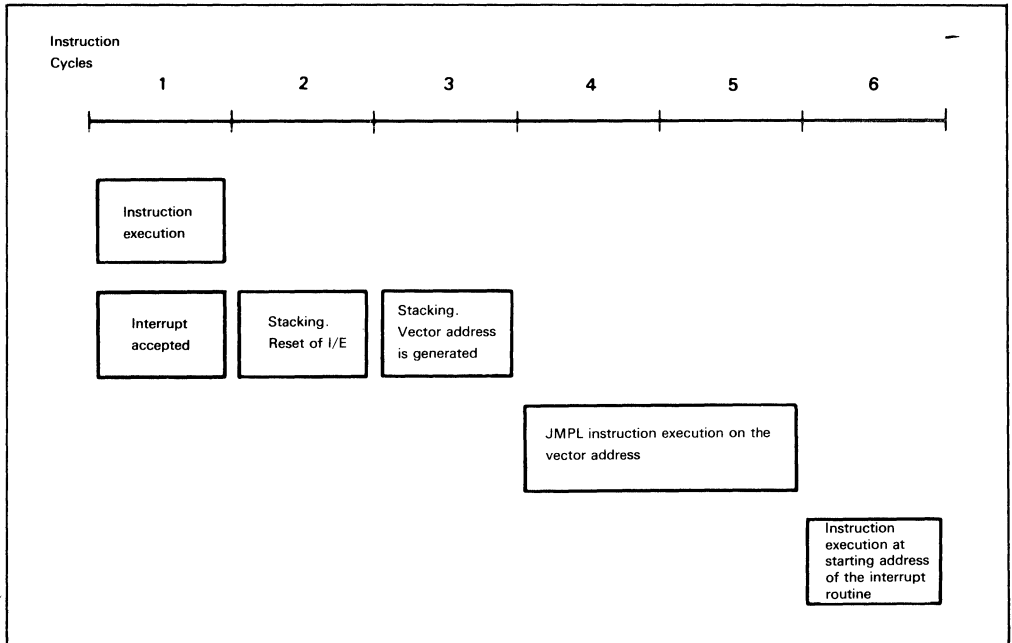 Instruction
Cycles
1 2 3 4 5 6
Instruction
execution
Interrupt
accepted
Stacking.
Reset of I/E
Stacking.
Vector address
is generated
JMPL instruction execution on the
vector address
Instruction
execution at
starting address
of the interrupt
routine